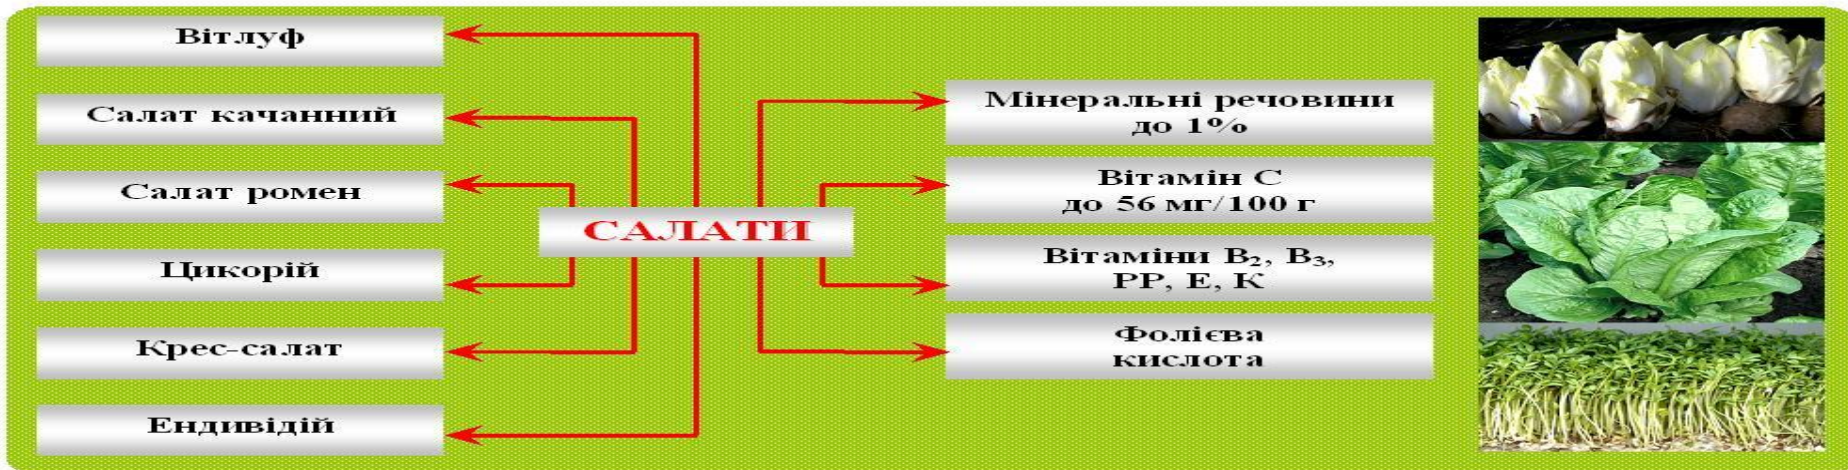 Вітлуф
Салат качанний
Салат ромен
Цикорій
Крес-салат
Ендивідій
САЛАТИ
Мінеральні речовини
до 1%
Вітамін С
до 56 мг/100 г
Вітаміни В₂, В₃,
РР, Е, К
Фолієва
кислота